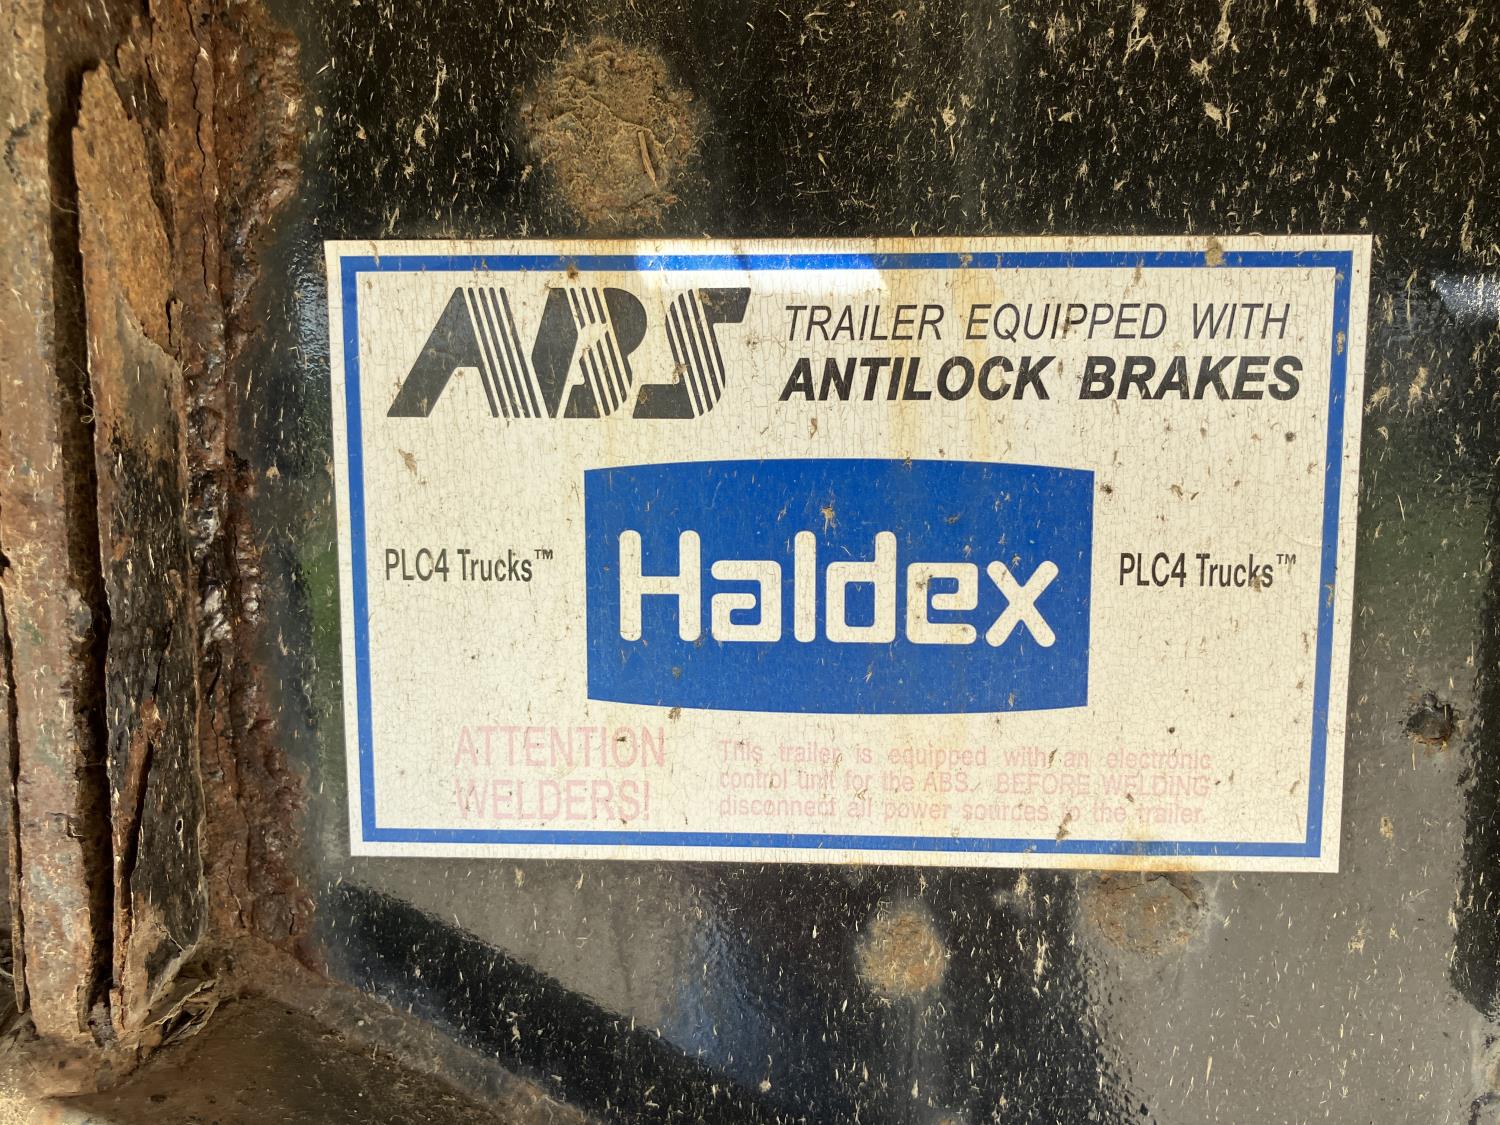 ABS TRAILER EQUIPPED WITH
ANTILOCK BRAKES
PLC4 Trucks™ Haldex PLC4 Trucks™
ATTENTION
WELDERS!
This trailer is equipped with an electronic
control unit for the ABS. BEFORE WELDING
disconnect all power sources to the trailer.